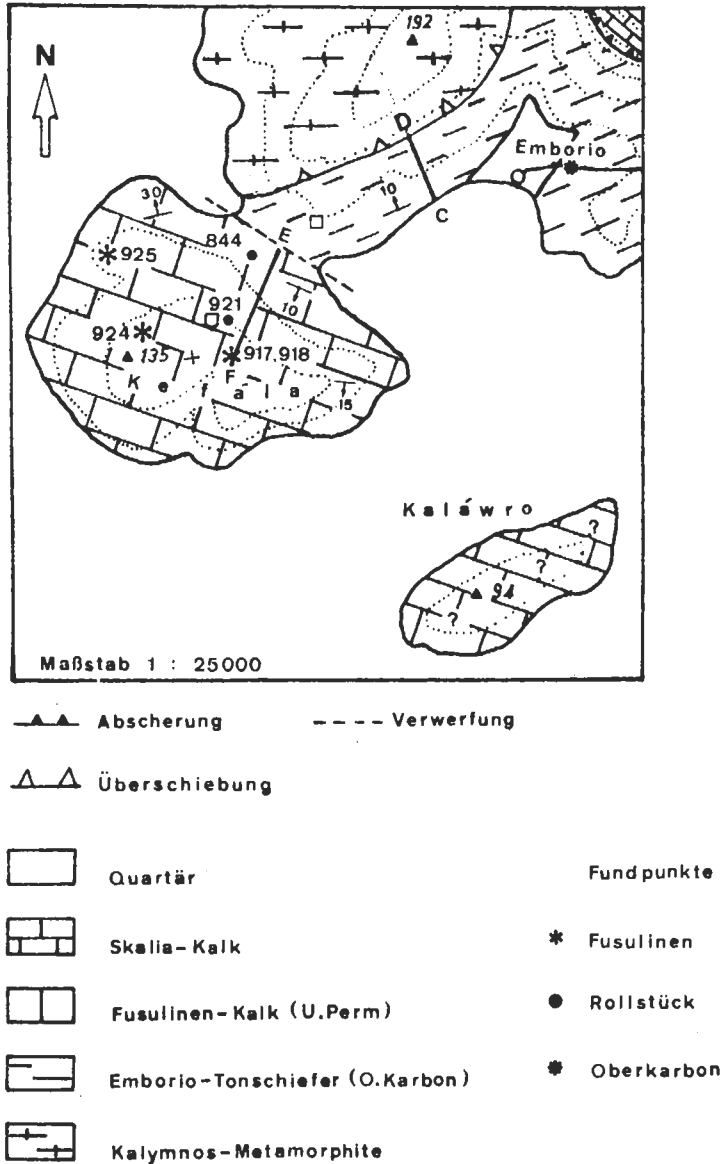 192
N
D
Emborio
30
10
C
844
E
925
921
10
924
135
917,918
F
Kefala
15
Kaláwro
?
?
94
?
Maßstab 1 : 25000
Abscherung
Verwerfung
Überschiebung
Quartär
Fundpunkte
Skalia-Kalk
Fusulinen
Fusulinen-Kalk (U.Perm)
Rollstück
Emborio-Tonschiefer (O.Karbon)
Oberkarbon
Kalymnos-Metamorphite